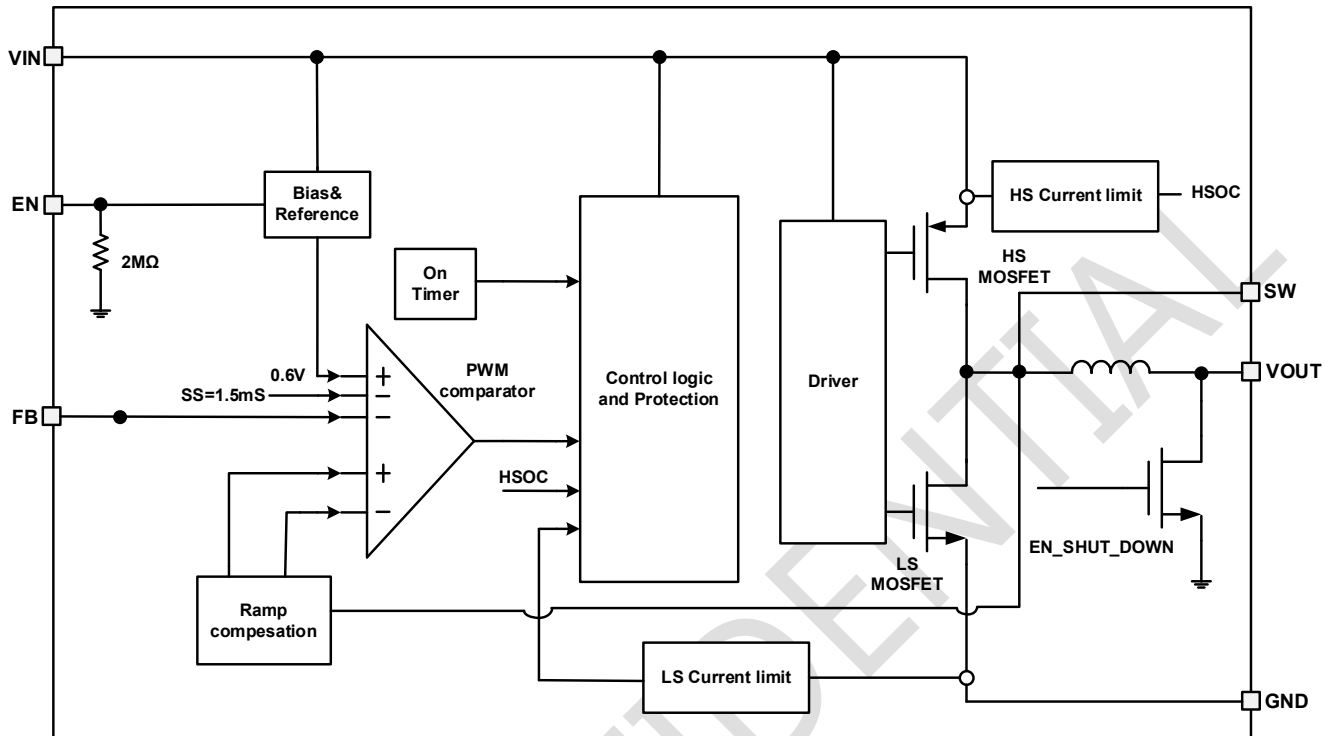 VIN
EN
2MΩ
Bias&
Reference
On
Timer
0.6V
SS=1.5mS
FB
+
−
−
+
−
PWM
comparator
HSOC
Ramp
compesation
Control logic
and Protection
Driver
HS Current limit
HSOC
HS
MOSFET
SW
VOUT
LS
MOSFET
EN_SHUT_DOWN
LS Current limit
GND